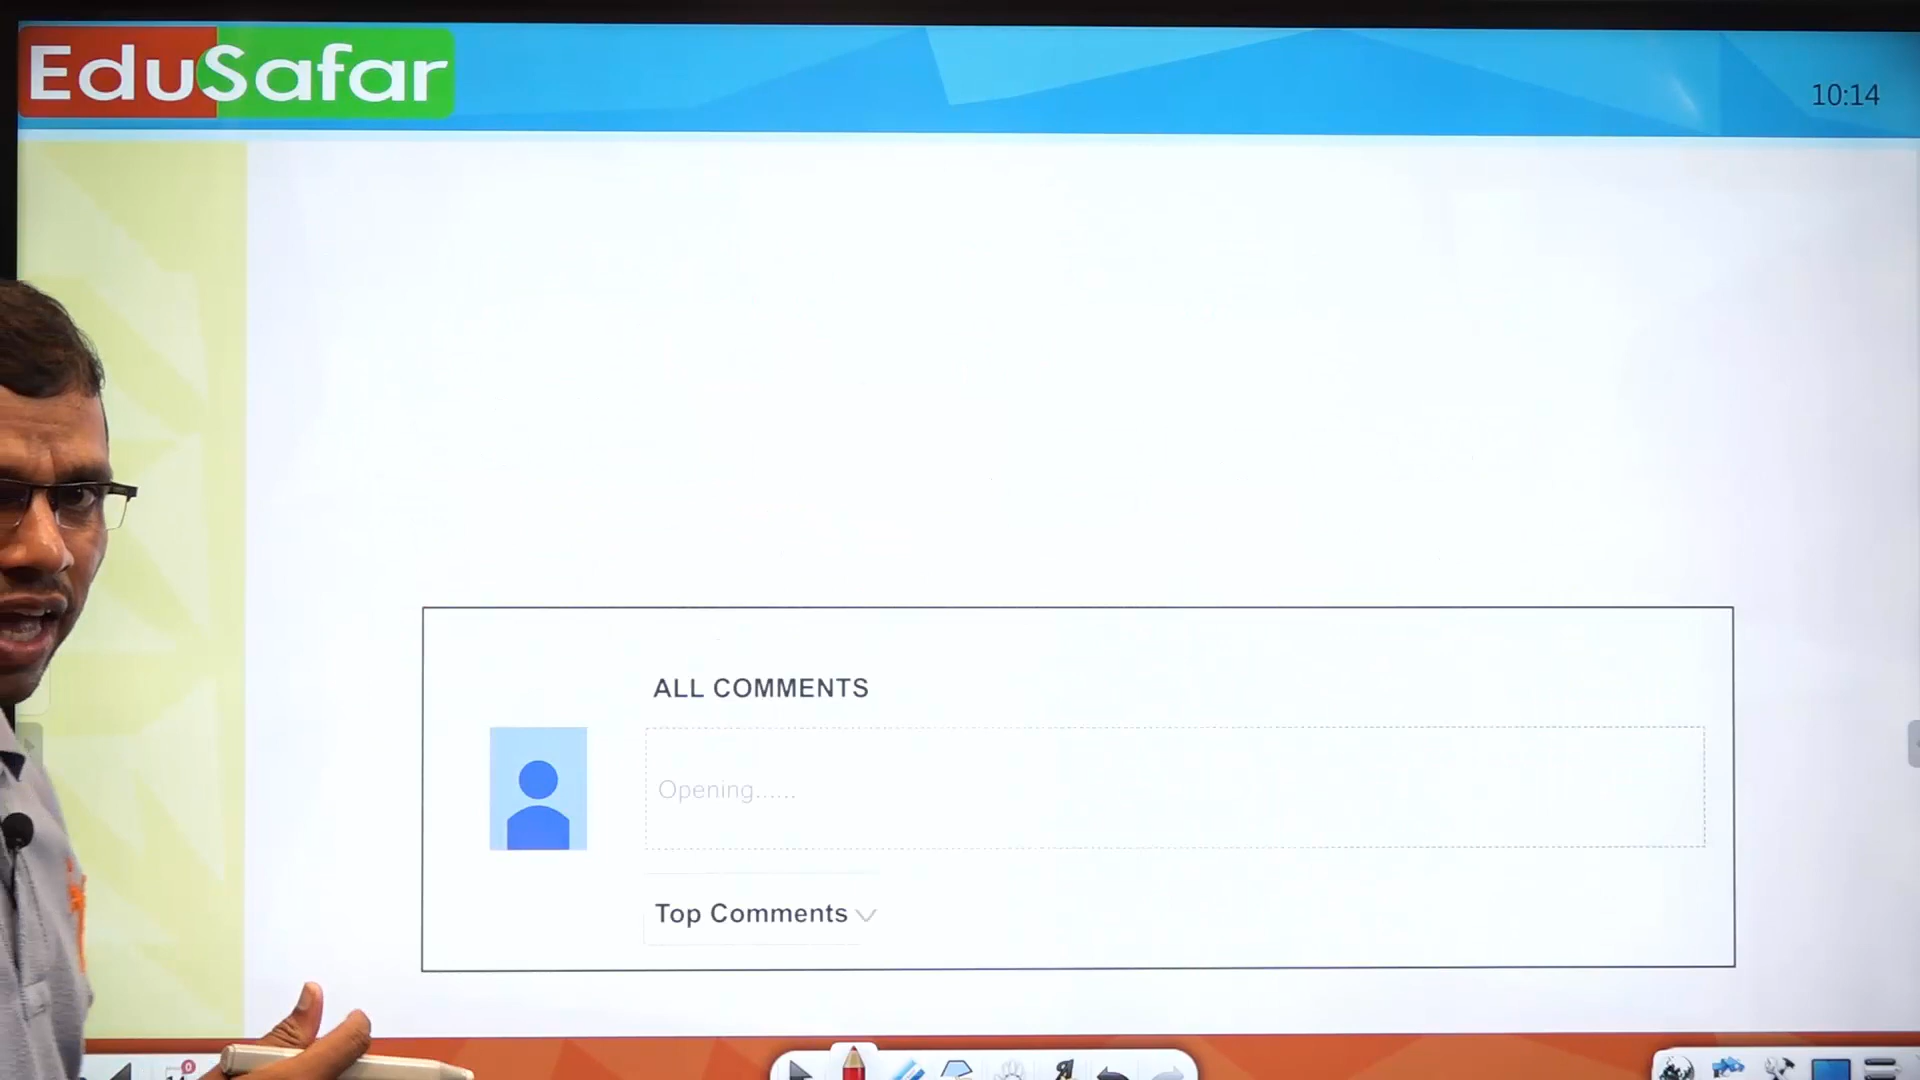 EduSafar
10:14
ALL COMMENTS
Opening......
Top Comments